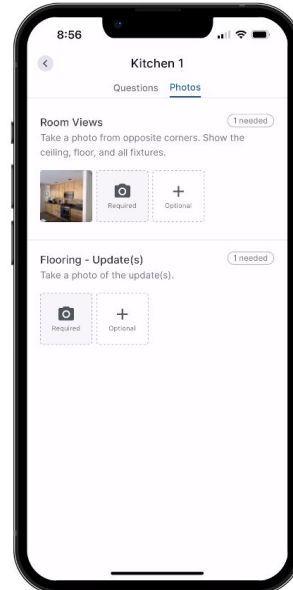 8:56
Kitchen 1
Questions Photos
Room Views 1 needed
Take a photo from opposite corners. Show the
ceiling, floor, and all fixtures.
Required Optional
Flooring - Update(s) 1 needed
Take a photo of the update(s).
Required Optional